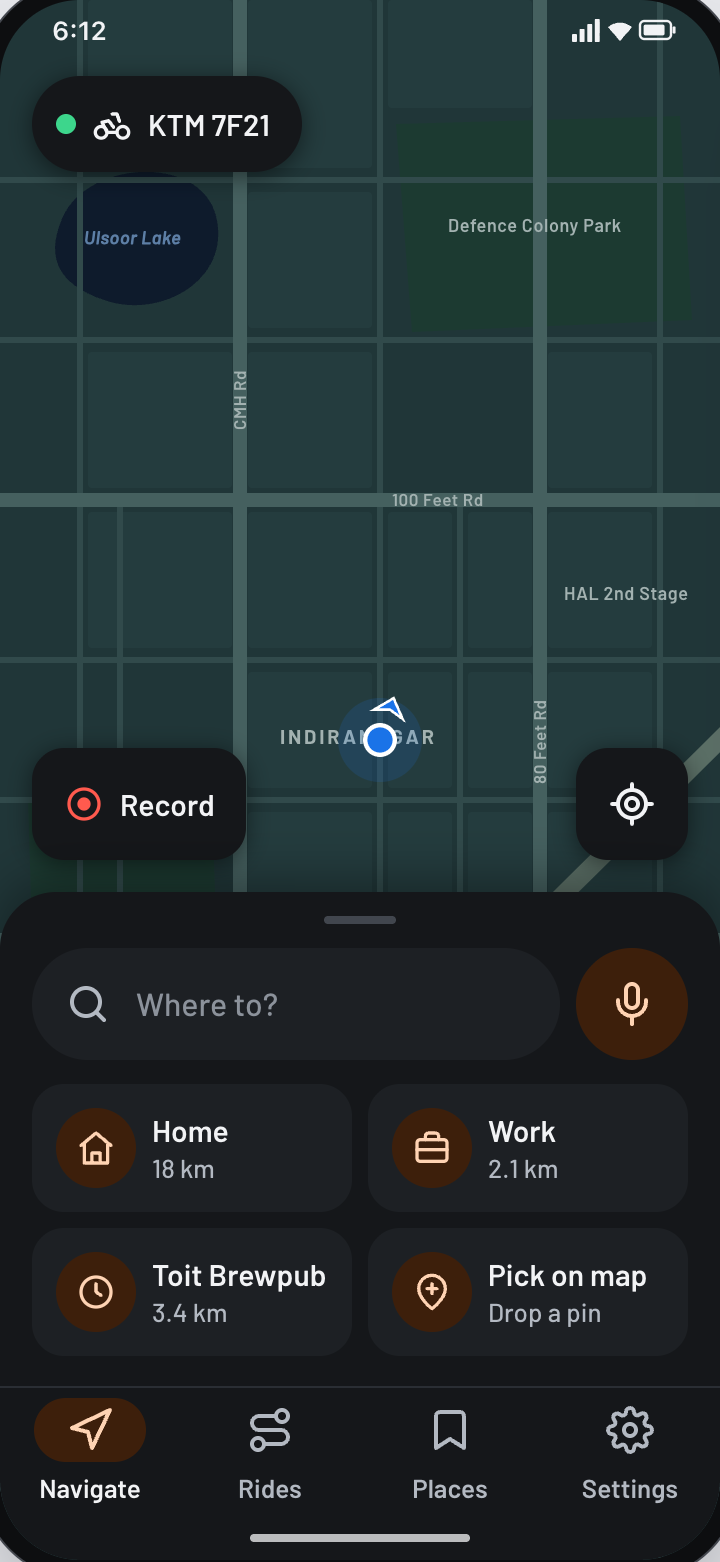 6:12
KTM 7F21
Ulsoor Lake
Defence Colony Park
CMH Rd
100 Feet Rd
HAL 2nd Stage
80 Feet Rd
Record
Where to?
Home
18 km
Work
2.1 km
Toit Brewpub
3.4 km
Pick on map
Drop a pin
Navigate
Rides
Places
Settings